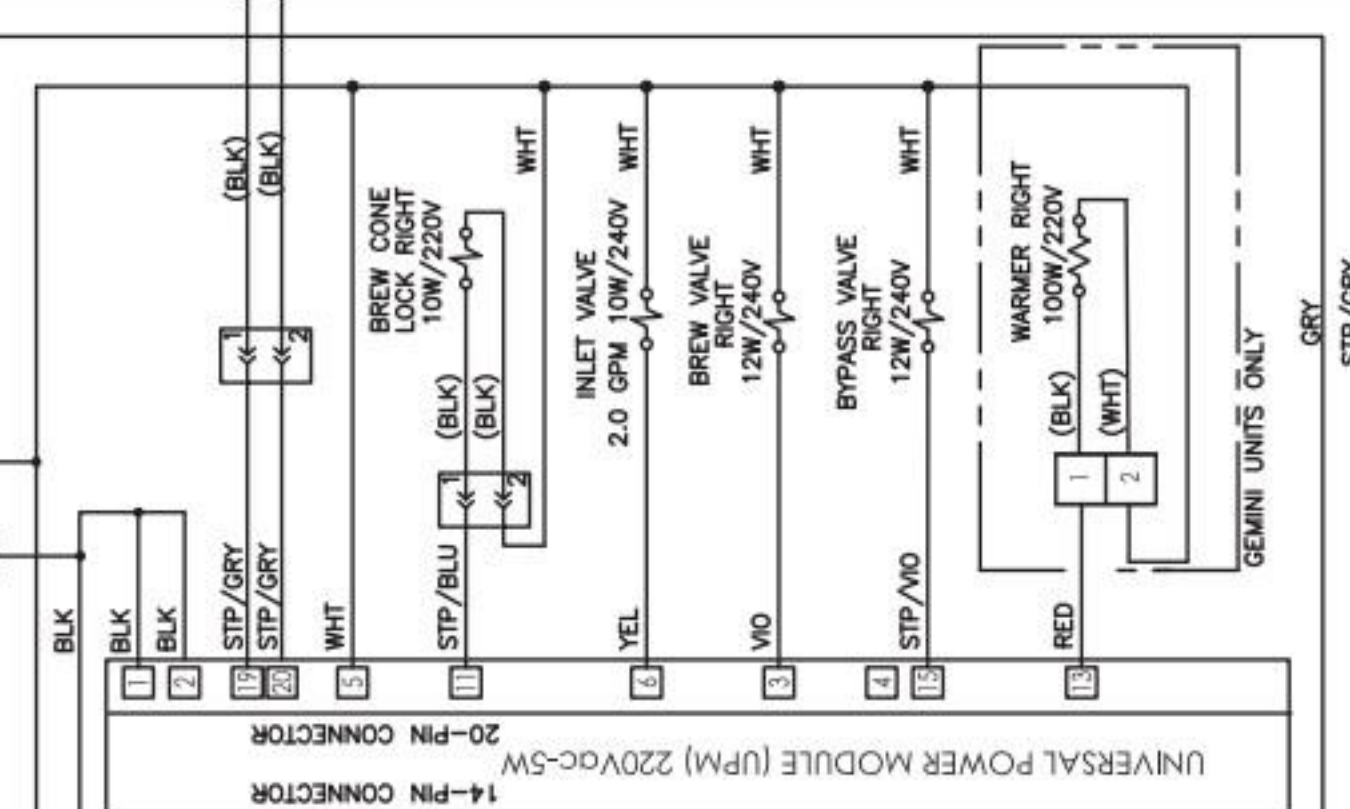 (BLK)
(BLK)
1
2
BREW CONE
LOCK RIGHT
10W/220V
(BLK)
(BLK)
1
2
WHT
INLET VALVE
2.0 GPM 10W/240V
WHT
BREW VALVE
RIGHT
12W/240V
WHT
BYPASS VALVE
RIGHT
12W/240V
WHT
WARMER RIGHT
100W/220V
(BLK)
(WHT)
1
2
GEMINI UNITS ONLY
GRY
STP/GRY
BLK
BLK
BLK
STP/GRY
STP/GRY
WHT
STP/BLU
YEL
VIO
STP/VIO
RED
1
2
19
20
5
11
6
3
4
15
13
20-PIN CONNECTOR
UNIVERSAL POWER MODULE (UPM) 220Vac-5W
14-PIN CONNECTOR